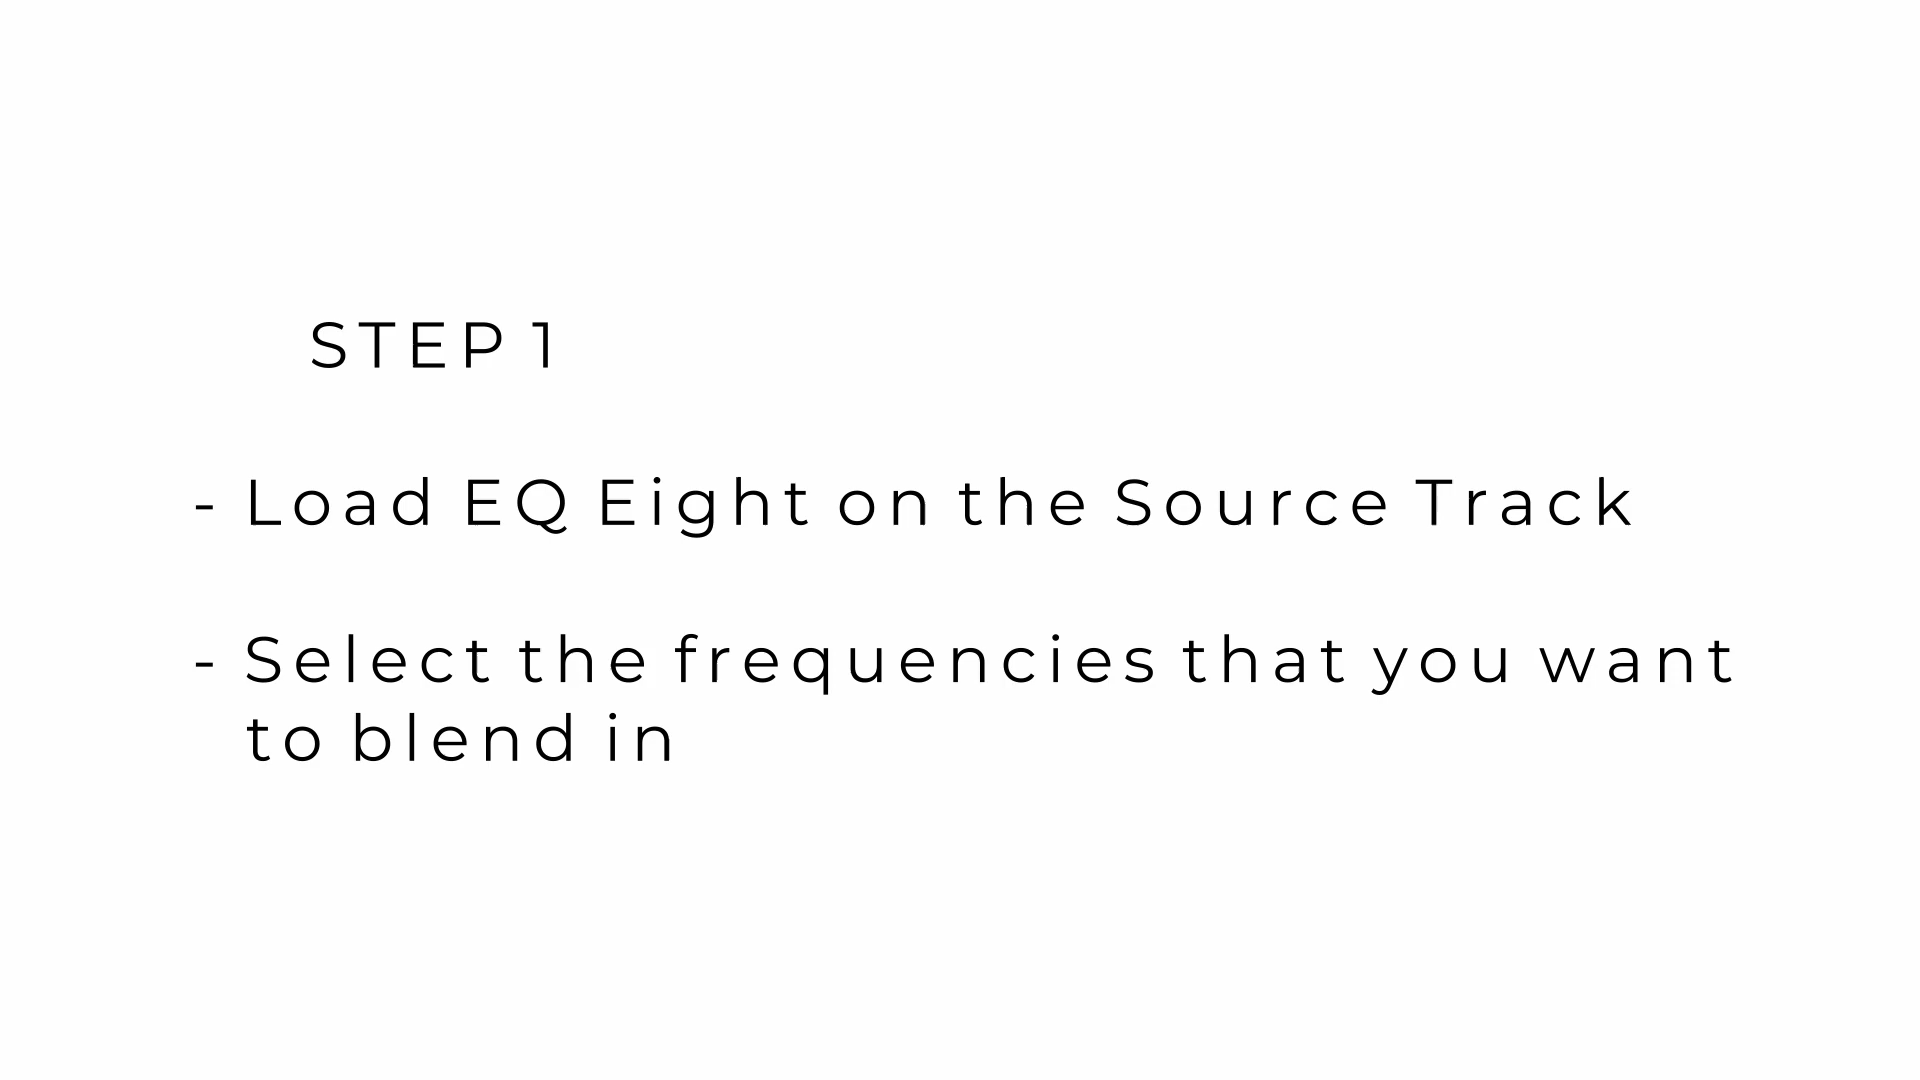 STEP 1
- Load EQ Eight on the Source Track
- Select the frequencies that you want
to blend in